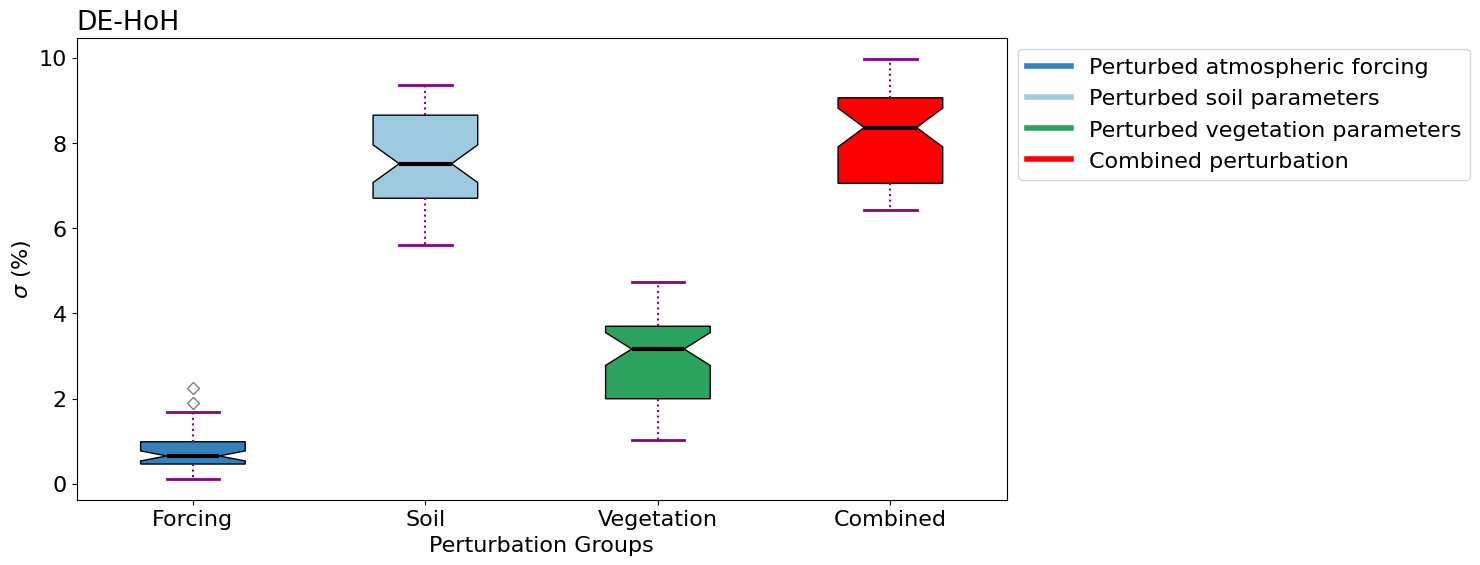 DE-HoH
10
8
6
4
2
0
σ (%)
Forcing
Soil
Vegetation
Combined
Perturbation Groups
Perturbed atmospheric forcing
Perturbed soil parameters
Perturbed vegetation parameters
Combined perturbation